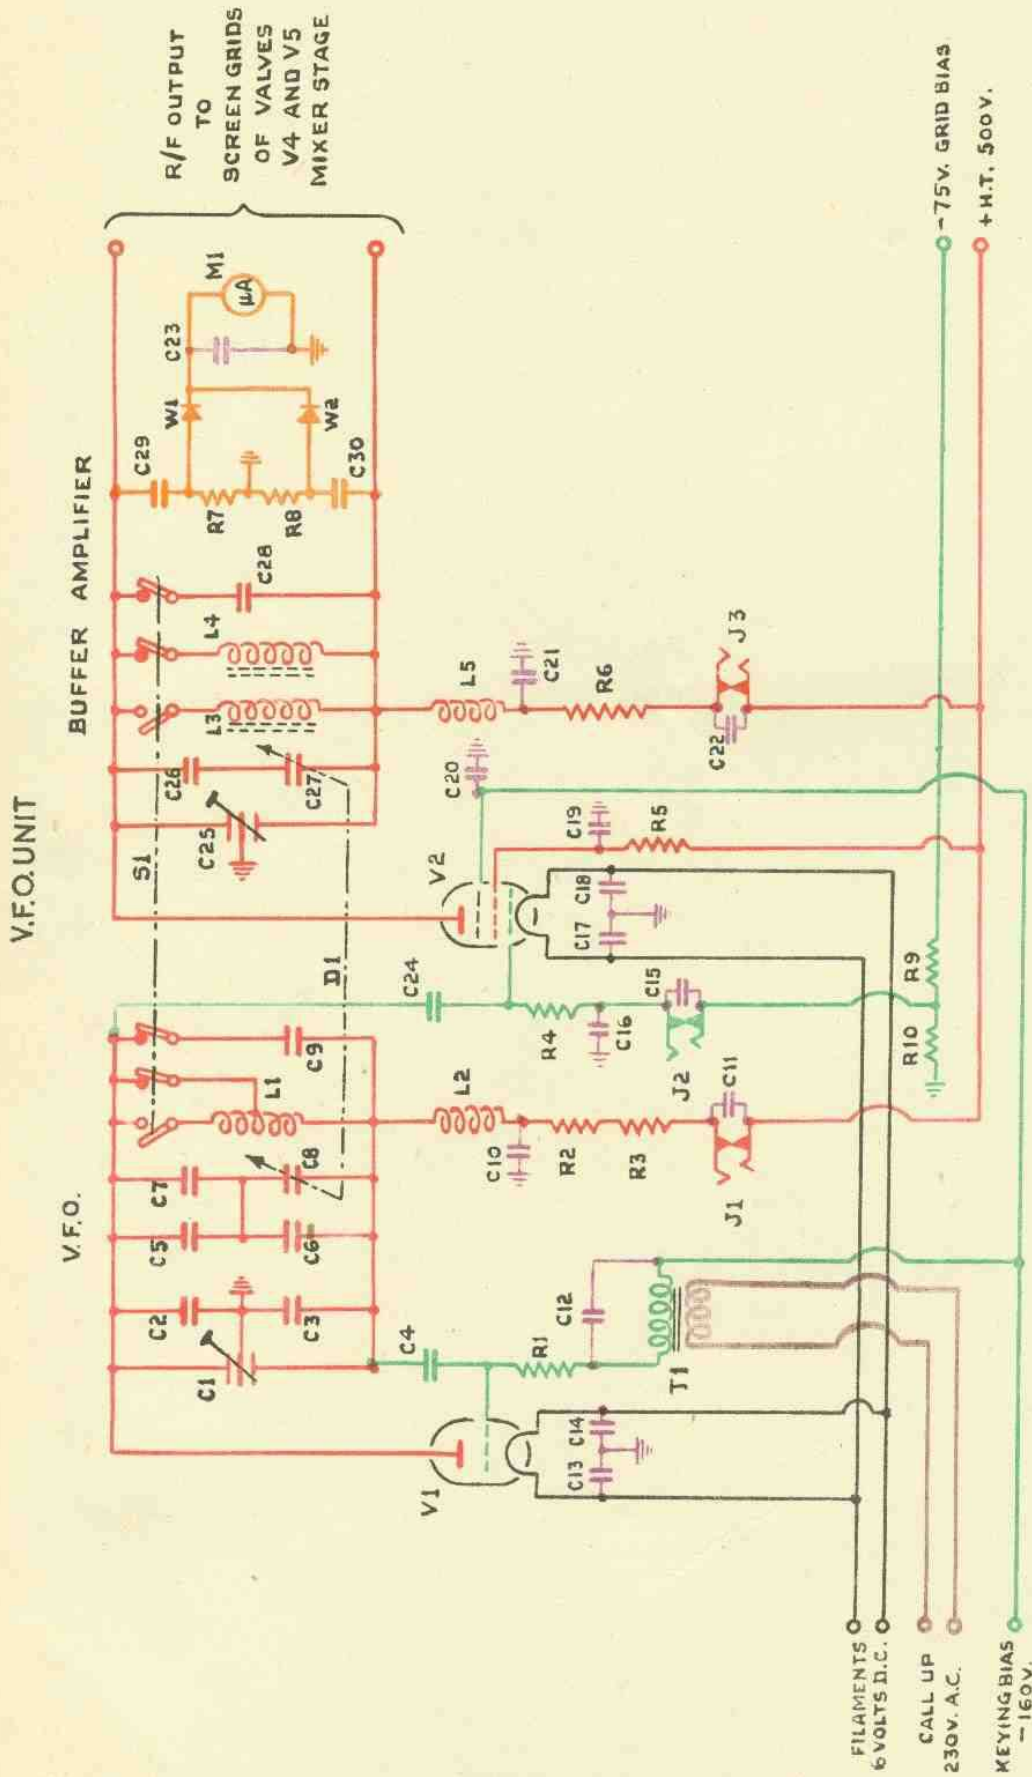 V.F.O. UNIT
V.F.O.
BUFFER AMPLIFIER
R/F OUTPUT
TO
SCREEN GRIDS
OF VALVES
V4 AND V5
MIXER STAGE
S1
D1
C1
C2
C3
C5
C6
C7
C8
L1
C9
C25
C26
C27
L3
L4
C28
C29
R7
R8
C30
W1
W2
C23
M1
µA
V1
C4
R1
C12
T1
C13
C14
L2
C10
R2
R3
J1
C11
C24
R4
C16
J2
C15
V2
C17
C18
C19
R5
C20
L5
C21
R6
C22
J3
R10
R9
FILAMENTS
6 VOLTS D.C.
CALL UP
230V. A.C.
KEYING BIAS
-160V.
-75V. GRID BIAS
+ H.T. 500V.